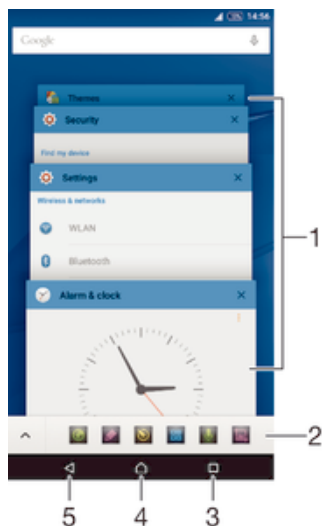 35%
14:56
Google
Themes
Security
Find my device
Settings
Wireless & networks
WLAN
Bluetooth
Alarm & clock
1
2
5 4 3